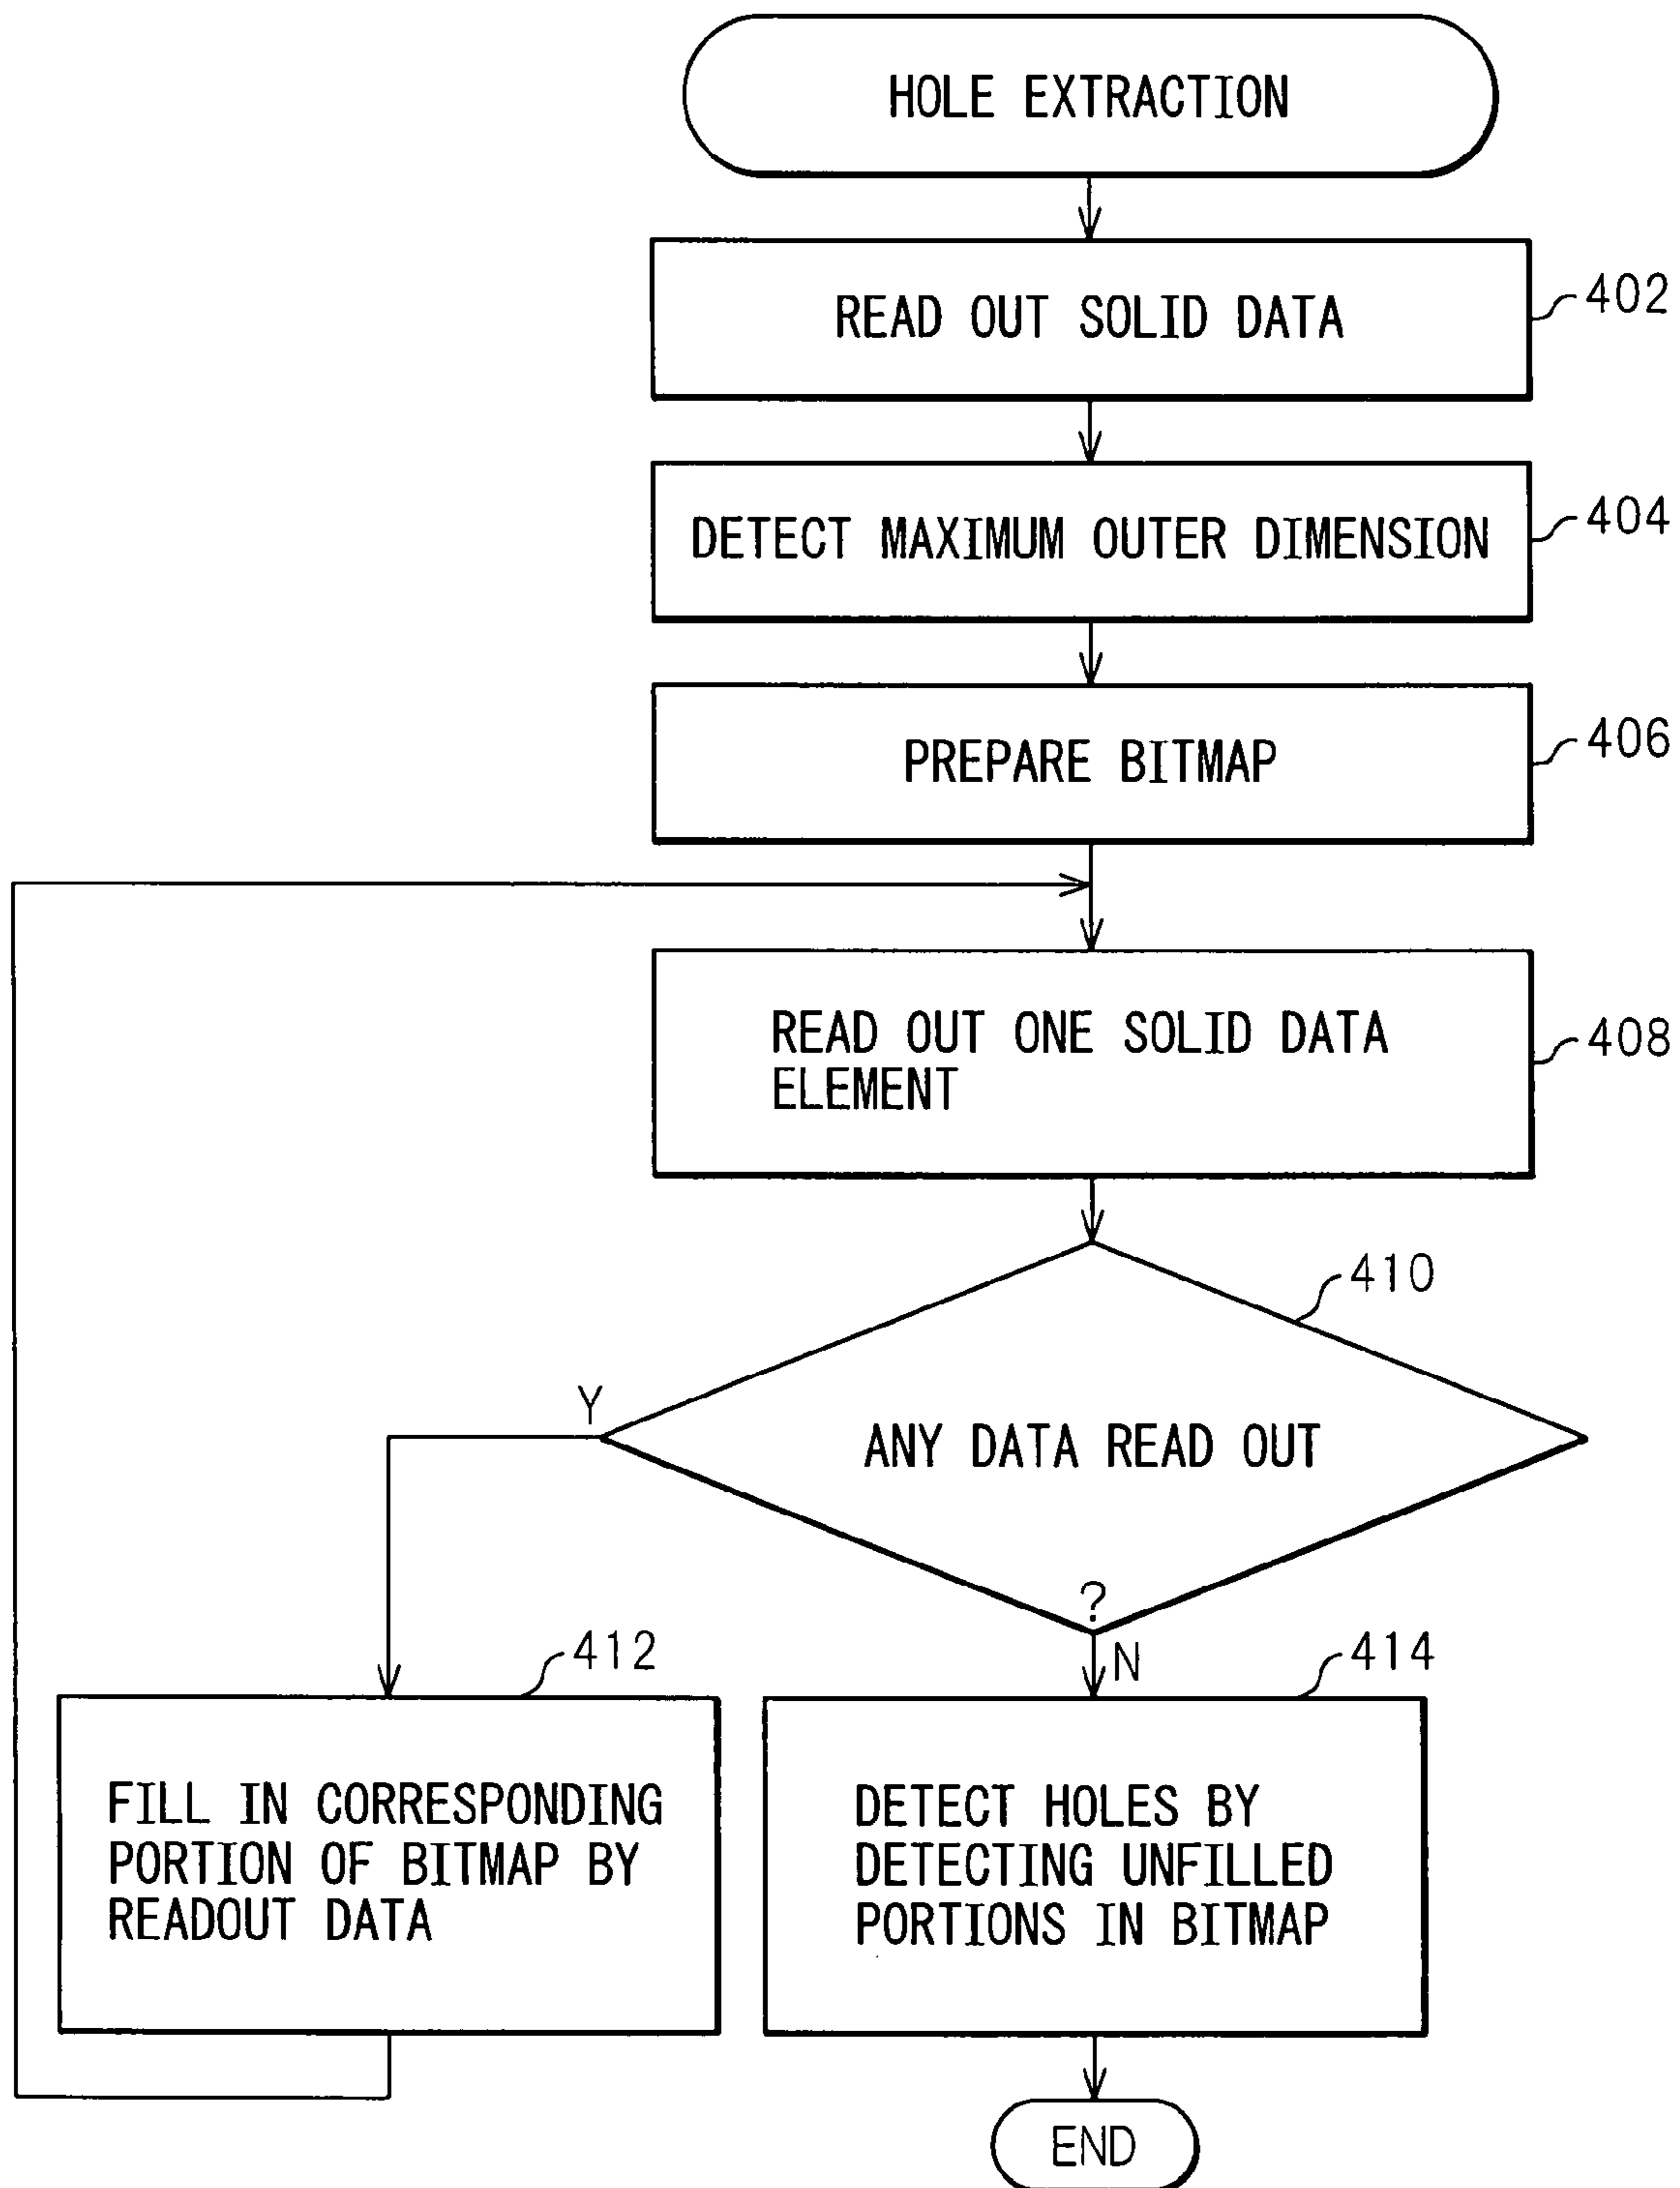 HOLE EXTRACTION
READ OUT SOLID DATA
402
DETECT MAXIMUM OUTER DIMENSION
404
PREPARE BITMAP
406
READ OUT ONE SOLID DATA
ELEMENT
408
410
ANY DATA READ OUT
?
Y
N
412
FILL IN CORRESPONDING
PORTION OF BITMAP BY
READOUT DATA
414
DETECT HOLES BY
DETECTING UNFILLED
PORTIONS IN BITMAP
END